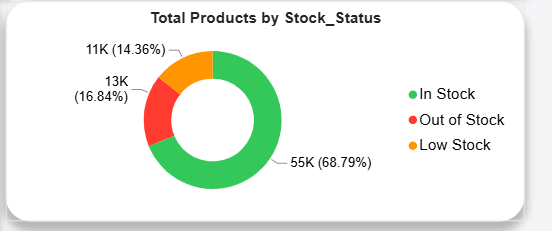 Total Products by Stock_Status
11K (14.36%)
13K
(16.84%)
55K (68.79%)
In Stock
Out of Stock
Low Stock